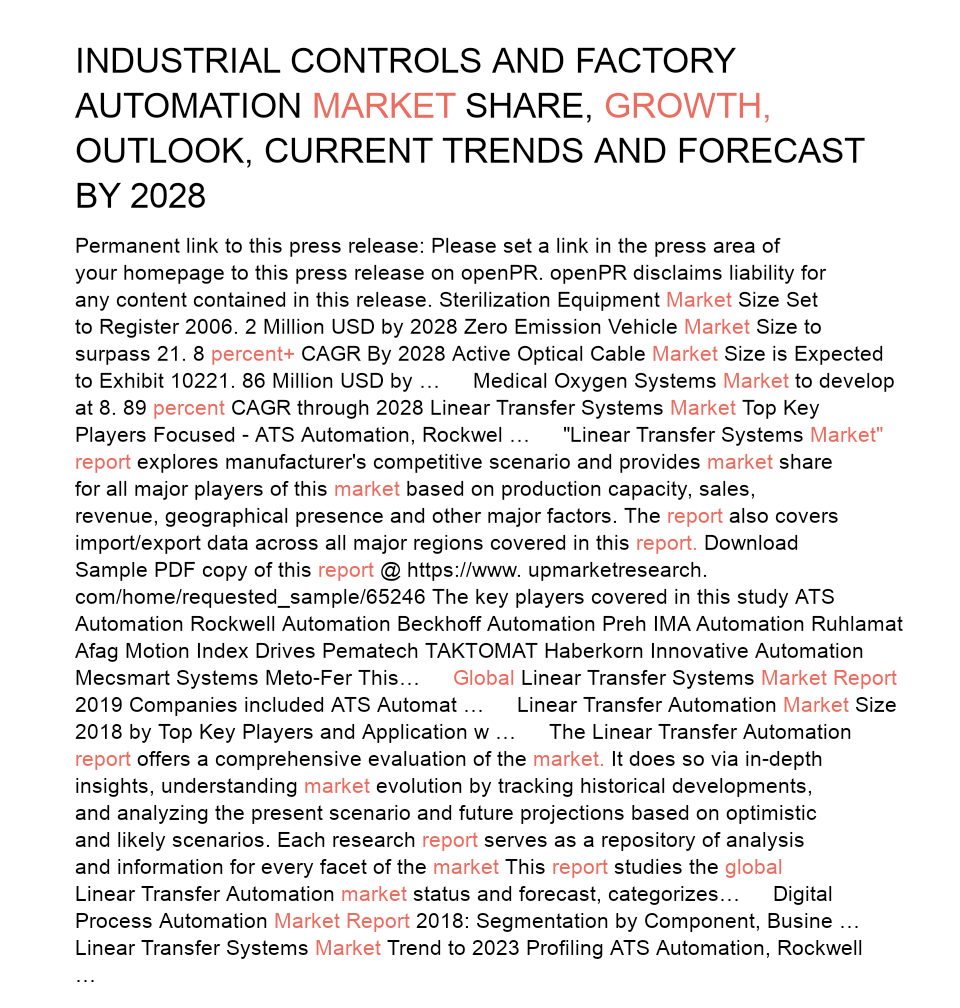 INDUSTRIAL CONTROLS AND FACTORY
AUTOMATION MARKET SHARE, GROWTH,
OUTLOOK, CURRENT TRENDS AND FORECAST
BY 2028
Permanent link to this press release: Please set a link in the press area of
your homepage to this press release on openPR. openPR disclaims liability for
any content contained in this release. Sterilization Equipment Market Size Set
to Register 2006. 2 Million USD by 2028 Zero Emission Vehicle Market Size to
surpass 21. 8 percent+ CAGR By 2028 Active Optical Cable Market Size is Expected
to Exhibit 10221. 86 Million USD by … Medical Oxygen Systems Market to develop
at 8. 89 percent CAGR through 2028 Linear Transfer Systems Market Top Key
Players Focused - ATS Automation, Rockwel … "Linear Transfer Systems Market"
report explores manufacturer's competitive scenario and provides market share
for all major players of this market based on production capacity, sales,
revenue, geographical presence and other major factors. The report also covers
import/export data across all major regions covered in this report. Download
Sample PDF copy of this report @ https://www. upmarketresearch.
com/home/requested_sample/65246 The key players covered in this study ATS
Automation Rockwell Automation Beckhoff Automation Preh IMA Automation Ruhlamat
Afag Motion Index Drives Pematech TAKTOMAT Haberkorn Innovative Automation
Mecsmart Systems Meto-Fer This… Global Linear Transfer Systems Market Report
2019 Companies included ATS Automat … Linear Transfer Automation Market Size
2018 by Top Key Players and Application w … The Linear Transfer Automation
report offers a comprehensive evaluation of the market. It does so via in-depth
insights, understanding market evolution by tracking historical developments,
and analyzing the present scenario and future projections based on optimistic
and likely scenarios. Each research report serves as a repository of analysis
and information for every facet of the market This report studies the global
Linear Transfer Automation market status and forecast, categorizes… Digital
Process Automation Market Report 2018: Segmentation by Component, Busine …
Linear Transfer Systems Market Trend to 2023 Profiling ATS Automation, Rockwell
…